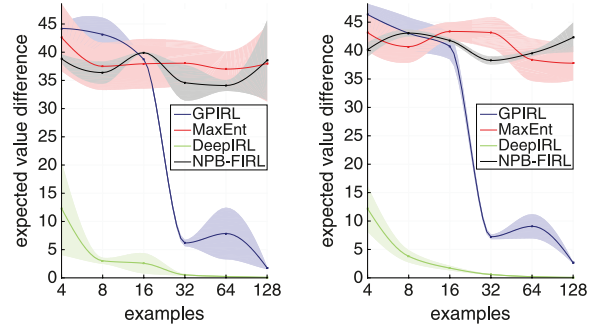 expected value difference
45
40
35
30
25
20
15
10
5
0
GPIRL
MaxEnt
DeepIRL
NPB-FIRL
4 8 16 32 64 128
examples
expected value difference
45
40
35
30
25
20
15
10
5
0
GPIRL
MaxEnt
DeepIRL
NPB-FIRL
4 8 16 32 64 128
examples